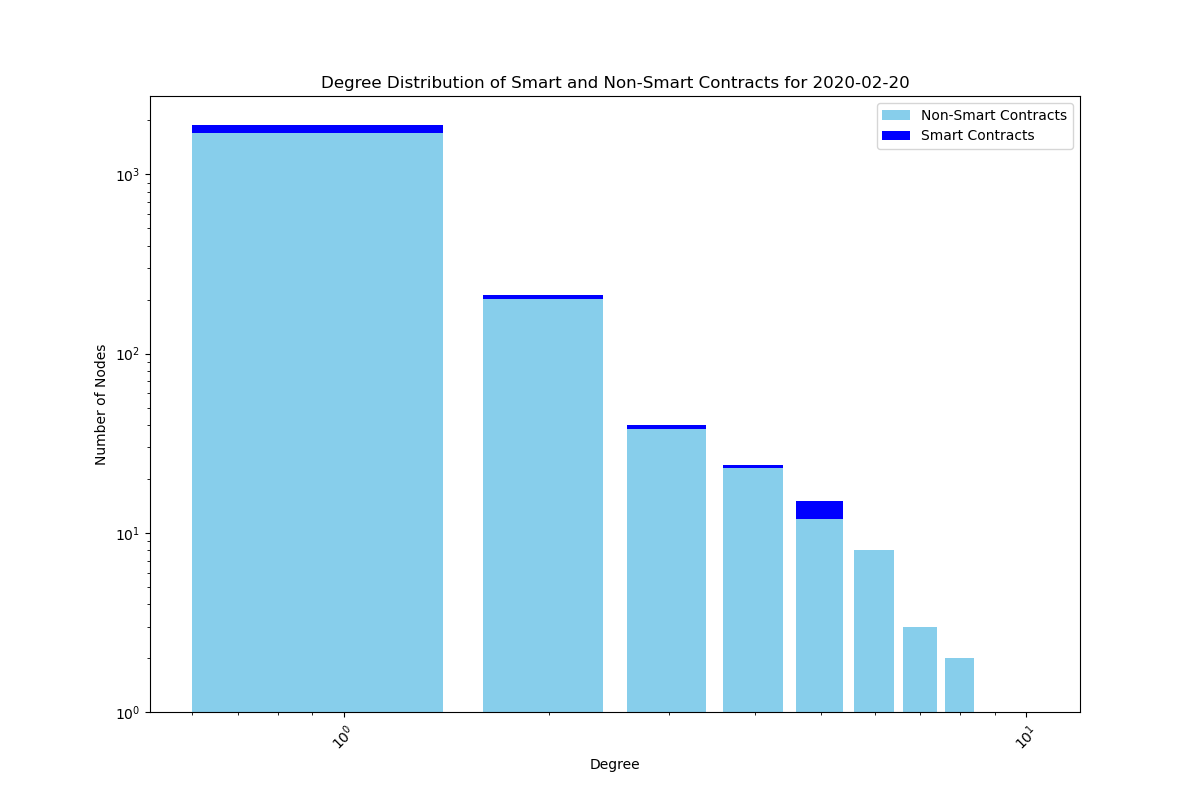 Degree Distribution of Smart and Non-Smart Contracts for 2020-02-20
Non-Smart Contracts
Smart Contracts
10³
10²
10¹
10⁰
Number of Nodes
10⁰
10¹
Degree